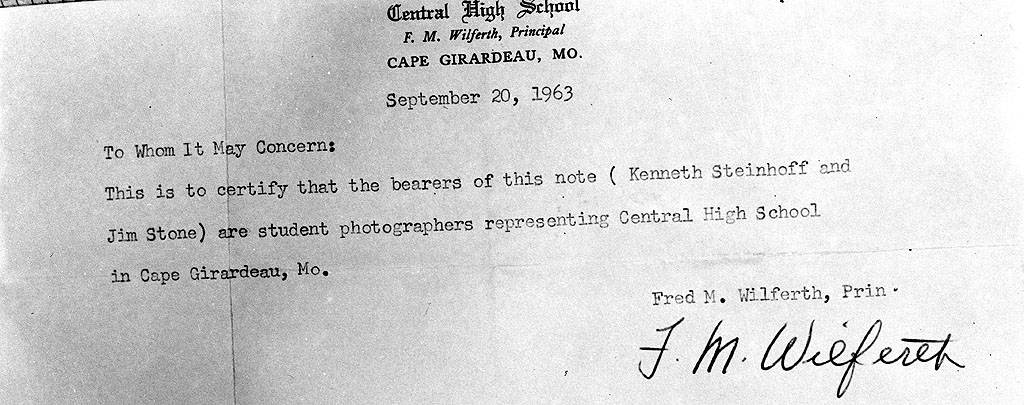 Central High School
F. M. Wilferth, Principal
CAPE GIRARDEAU, MO.
September 20, 1963
To Whom It May Concern:
This is to certify that the bearers of this note ( Kenneth Steinhoff and
Jim Stone) are student photographers representing Central High School
in Cape Girardeau, Mo.
Fred M. Wilferth, Prin.
F. M. Wilferth